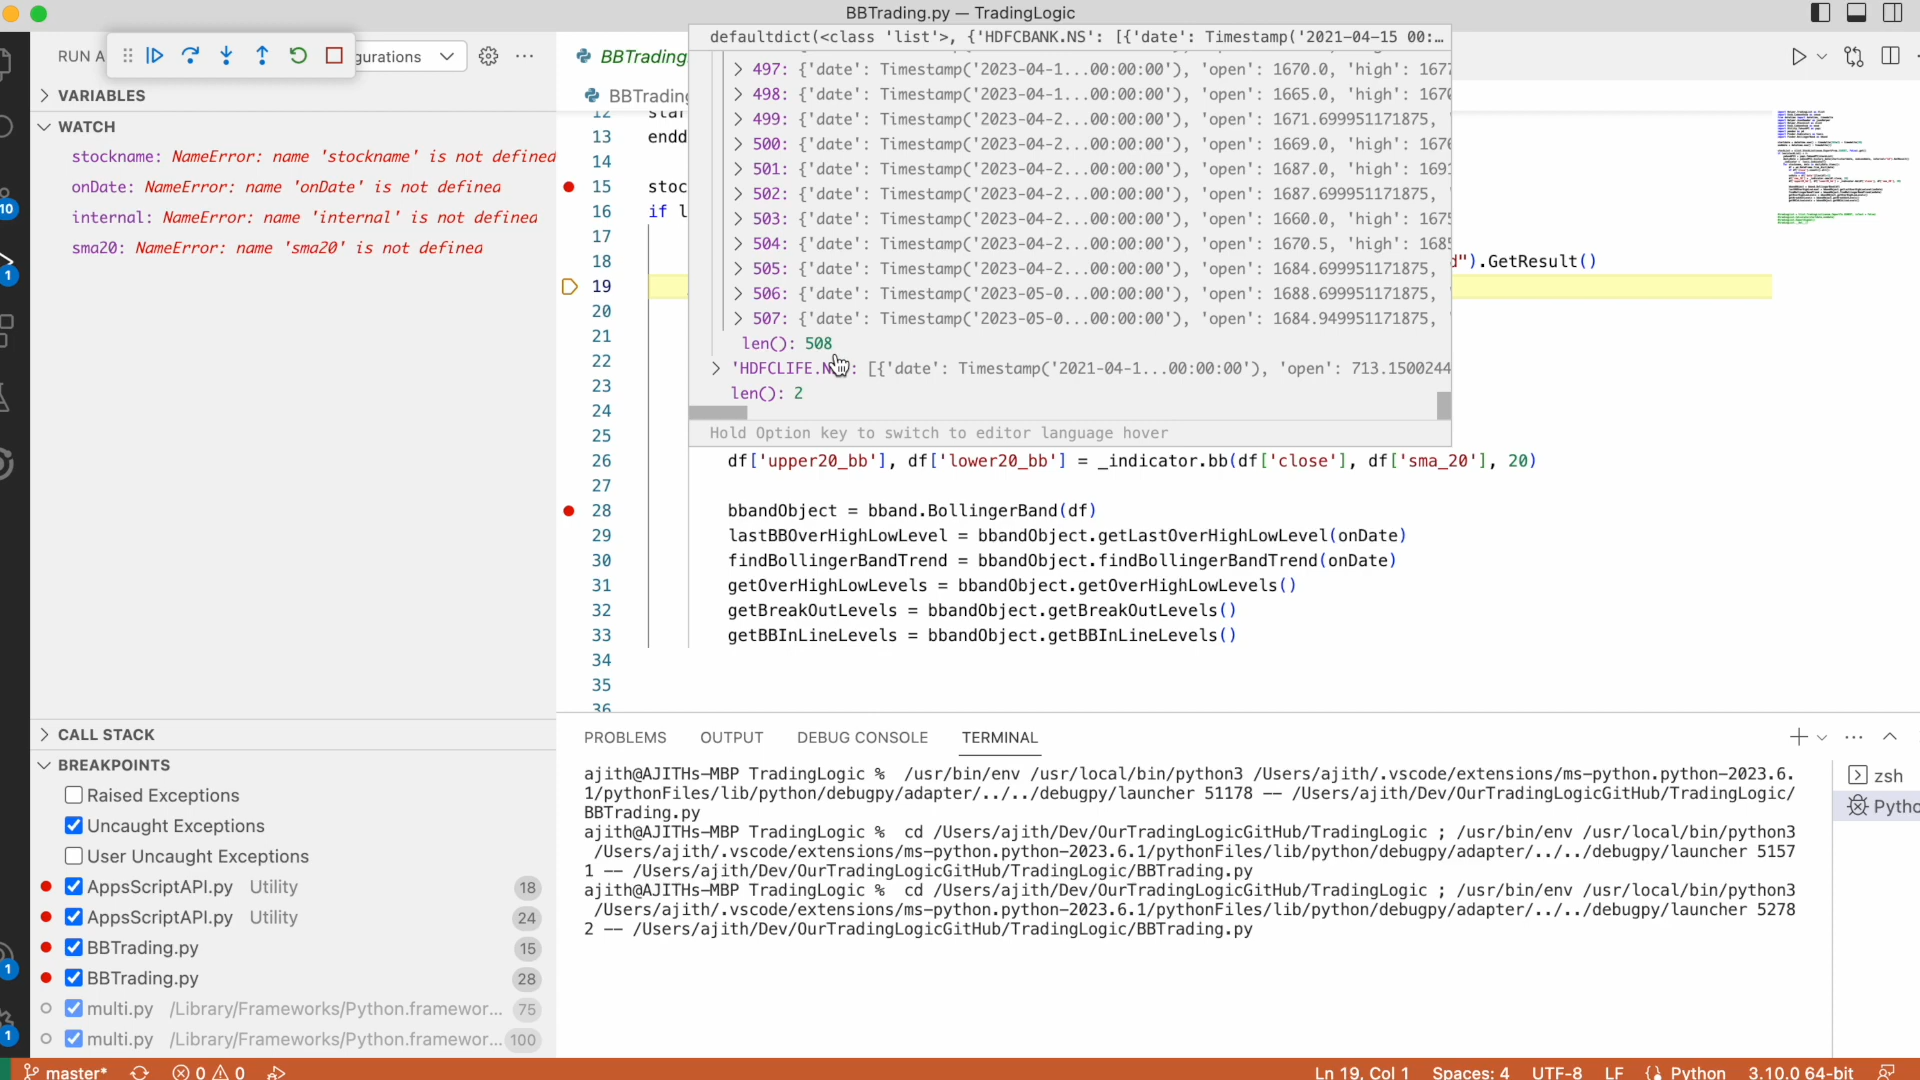 BBTrading.py — TradingLogic
RUN A
gurations
VARIABLES
WATCH
stockname: NameError: name 'stockname' is not defined
onDate: NameError: name 'onDate' is not defined
internal: NameError: name 'internal' is not defined
sma20: NameError: name 'sma20' is not defined
BBTrading
BBTrading
defaultdict(<class 'list'>, {'HDFCBANK.NS': [{'date': Timestamp('2021-04-15 00:…
> 497: {'date': Timestamp('2023-04-1...00:00:00'), 'open': 1670.0, 'high': 167
> 498: {'date': Timestamp('2023-04-1...00:00:00'), 'open': 1665.0, 'high': 167
> 499: {'date': Timestamp('2023-04-2...00:00:00'), 'open': 1671.699951171875,
> 500: {'date': Timestamp('2023-04-2...00:00:00'), 'open': 1669.0, 'high': 167
> 501: {'date': Timestamp('2023-04-2...00:00:00'), 'open': 1687.0, 'high': 169
> 502: {'date': Timestamp('2023-04-2...00:00:00'), 'open': 1687.699951171875,
> 503: {'date': Timestamp('2023-04-2...00:00:00'), 'open': 1660.0, 'high': 167
> 504: {'date': Timestamp('2023-04-2...00:00:00'), 'open': 1670.5, 'high': 168
> 505: {'date': Timestamp('2023-04-2...00:00:00'), 'open': 1684.699951171875,
> 506: {'date': Timestamp('2023-05-0...00:00:00'), 'open': 1688.699951171875,
> 507: {'date': Timestamp('2023-05-0...00:00:00'), 'open': 1684.949951171875,
len(): 508
> 'HDFCLIFE.N : [{'date': Timestamp('2021-04-1...00:00:00'), 'open': 713.1500244
len(): 2
Hold Option key to switch to editor language hover
12
13 endd
14
15 stoc
16 if l
17
18 d").GetResult()
19
20
21
22
23
24
25
26 df['upper20_bb'], df['lower20_bb'] = _indicator.bb(df['close'], df['sma_20'], 20)
27
28 bbandObject = bband.BollingerBand(df)
29 lastBBOverHighLowLevel = bbandObject.getLastOverHighLowLevel(onDate)
30 findBollingerBandTrend = bbandObject.findBollingerBandTrend(onDate)
31 getOverHighLowLevels = bbandObject.getOverHighLowLevels()
32 getBreakOutLevels = bbandObject.getBreakOutLevels()
33 getBBInLineLevels = bbandObject.getBBInLineLevels()
34
35
36
10
1
1
1
CALL STACK
BREAKPOINTS
Raised Exceptions
Uncaught Exceptions
User Uncaught Exceptions
AppsScriptAPI.py Utility 18
AppsScriptAPI.py Utility 24
BBTrading.py 15
BBTrading.py 28
multi.py /Library/Frameworks/Python.framewor... 75
multi.py /Library/Frameworks/Python.framewor... 100
PROBLEMS OUTPUT DEBUG CONSOLE TERMINAL
ajith@AJITHs-MBP TradingLogic % /usr/bin/env /usr/local/bin/python3 /Users/ajith/.vscode/extensions/ms-python.python-2023.6.
1/pythonFiles/lib/python/debugpy/adapter/../../debugpy/launcher 51178 -- /Users/ajith/Dev/OurTradingLogicGitHub/TradingLogic/
BBTrading.py
ajith@AJITHs-MBP TradingLogic % cd /Users/ajith/Dev/OurTradingLogicGitHub/TradingLogic ; /usr/bin/env /usr/local/bin/python3
/Users/ajith/.vscode/extensions/ms-python.python-2023.6.1/pythonFiles/lib/python/debugpy/adapter/../../debugpy/launcher 5157
1 -- /Users/ajith/Dev/OurTradingLogicGitHub/TradingLogic/BBTrading.py
ajith@AJITHs-MBP TradingLogic % cd /Users/ajith/Dev/OurTradingLogicGitHub/TradingLogic ; /usr/bin/env /usr/local/bin/python3
/Users/ajith/.vscode/extensions/ms-python.python-2023.6.1/pythonFiles/lib/python/debugpy/adapter/../../debugpy/launcher 5278
2 -- /Users/ajith/Dev/OurTradingLogicGitHub/TradingLogic/BBTrading.py
zsh
Pytho
master* 0 0 Ln 19, Col 1 Spaces: 4 UTF-8 LF Python 3.10.0 64-bit